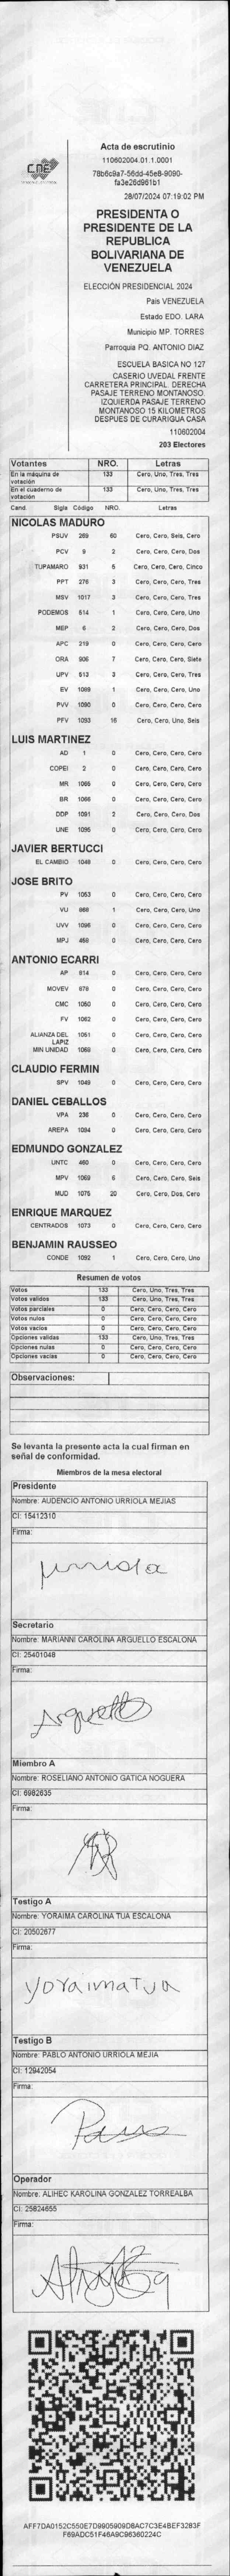 CNE
Acta de escrutinio
110602004.01.1.0001
78b6c9a7-56dd-45e8-9090-
fa3e26d961b1
28/07/2024 07:19:02 PM
PRESIDENTA O
PRESIDENTE DE LA
REPUBLICA
BOLIVARIANA DE
VENEZUELA
ELECCIÓN PRESIDENCIAL 2024
País VENEZUELA
Estado EDO. LARA
Municipio MP. TORRES
Parroquia PQ. ANTONIO DIAZ
ESCUELA BASICA NO 127
CASERIO UVEDAL FRENTE
CARRETERA PRINCIPAL. DERECHA
PASAJE TERRENO MONTANOSO.
IZQUIERDA PASAJE TERRENO
MONTANOSO 15 KILOMETROS
DESPUES DE CURARIGUA CASA
110602004
203 Electores
Votantes NRO. Letras
En la máquina de votación 133 Cero, Uno, Tres, Tres
En el cuaderno de votación 133 Cero, Uno, Tres, Tres
Cand Sigla Código NRO. Letras
NICOLAS MADURO
PSUV 269 60 Cero, Cero, Seis, Cero
PCV 9 2 Cero, Cero, Cero, Dos
TUPAMARO 931 5 Cero, Cero, Cero, Cinco
PPT 276 3 Cero, Cero, Cero, Tres
MSV 1017 3 Cero, Cero, Cero, Tres
PODEMOS 514 1 Cero, Cero, Cero, Uno
MEP 6 2 Cero, Cero, Cero, Dos
APC 219 0 Cero, Cero, Cero, Cero
ORA 906 7 Cero, Cero, Cero, Siete
UPV 513 3 Cero, Cero, Cero, Tres
EV 1089 1 Cero, Cero, Cero, Uno
PVV 1090 0 Cero, Cero, Cero, Cero
PFV 1093 16 Cero, Cero, Uno, Seis
LUIS MARTINEZ
AD 1 0 Cero, Cero, Cero, Cero
COPEI 2 0 Cero, Cero, Cero, Cero
MR 1065 0 Cero, Cero, Cero, Cero
BR 1066 0 Cero, Cero, Cero, Cero
DDP 1091 2 Cero, Cero, Cero, Dos
UNE 1095 0 Cero, Cero, Cero, Cero
JAVIER BERTUCCI
EL CAMBIO 1048 0 Cero, Cero, Cero, Cero
JOSE BRITO
PV 1053 0 Cero, Cero, Cero, Cero
VU 868 1 Cero, Cero, Cero, Uno
UVV 1096 0 Cero, Cero, Cero, Cero
MPJ 458 0 Cero, Cero, Cero, Cero
ANTONIO ECARRI
AP 814 0 Cero, Cero, Cero, Cero
MOVEV 878 0 Cero, Cero, Cero, Cero
CMC 1050 0 Cero, Cero, Cero, Cero
FV 1062 0 Cero, Cero, Cero, Cero
ALIANZA DEL LAPIZ 1051 0 Cero, Cero, Cero, Cero
MIN UNIDAD 1069 0 Cero, Cero, Cero, Cero
CLAUDIO FERMIN
SPV 1049 0 Cero, Cero, Cero, Cero
DANIEL CEBALLOS
VPA 236 0 Cero, Cero, Cero, Cero
AREPA 1094 0 Cero, Cero, Cero, Cero
EDMUNDO GONZALEZ
UNTC 460 0 Cero, Cero, Cero, Cero
MPV 1069 6 Cero, Cero, Cero, Seis
MUD 1075 20 Cero, Cero, Dos, Cero
ENRIQUE MARQUEZ
CENTRADOS 1073 0 Cero, Cero, Cero, Cero
BENJAMIN RAUSSEO
CONDE 1092 1 Cero, Cero, Cero, Uno
Resumen de votos
Votos 133 Cero, Uno, Tres, Tres
Votos validos 133 Cero, Uno, Tres, Tres
Votos parciales 0 Cero, Cero, Cero, Cero
Votos nulos 0 Cero, Cero, Cero, Cero
Votos vacios 0 Cero, Cero, Cero, Cero
Opciones validas 133 Cero, Uno, Tres, Tres
Opciones nulas 0 Cero, Cero, Cero, Cero
Opciones vacias 0 Cero, Cero, Cero, Cero
Observaciones:
Se levanta la presente acta la cual firman en
señal de conformidad.
Miembros de la mesa electoral
Presidente
Nombre: AUDENCIO ANTONIO URRIOLA MEJIAS
CI: 15412310
Firma:
urriola
Secretario
Nombre: MARIANNI CAROLINA ARGUELLO ESCALONA
CI: 25401048
Firma:
Arguello
Miembro A
Nombre: ROSELIANO ANTONIO GATICA NOGUERA
CI: 6982635
Firma:
Testigo A
Nombre: YORAIMA CAROLINA TUA ESCALONA
CI: 20502677
Firma:
Yoraima Tua
Testigo B
Nombre: PABLO ANTONIO URRIOLA MEJIA
CI: 12942054
Firma:
Operador
Nombre: ALIHEC KAROLINA GONZALEZ TORREALBA
CI: 25824655
Firma:
AFF7DA0152C550E7D9905909D8AC7C3E4BEF3283F
F69ADC51F46A9C96360224C